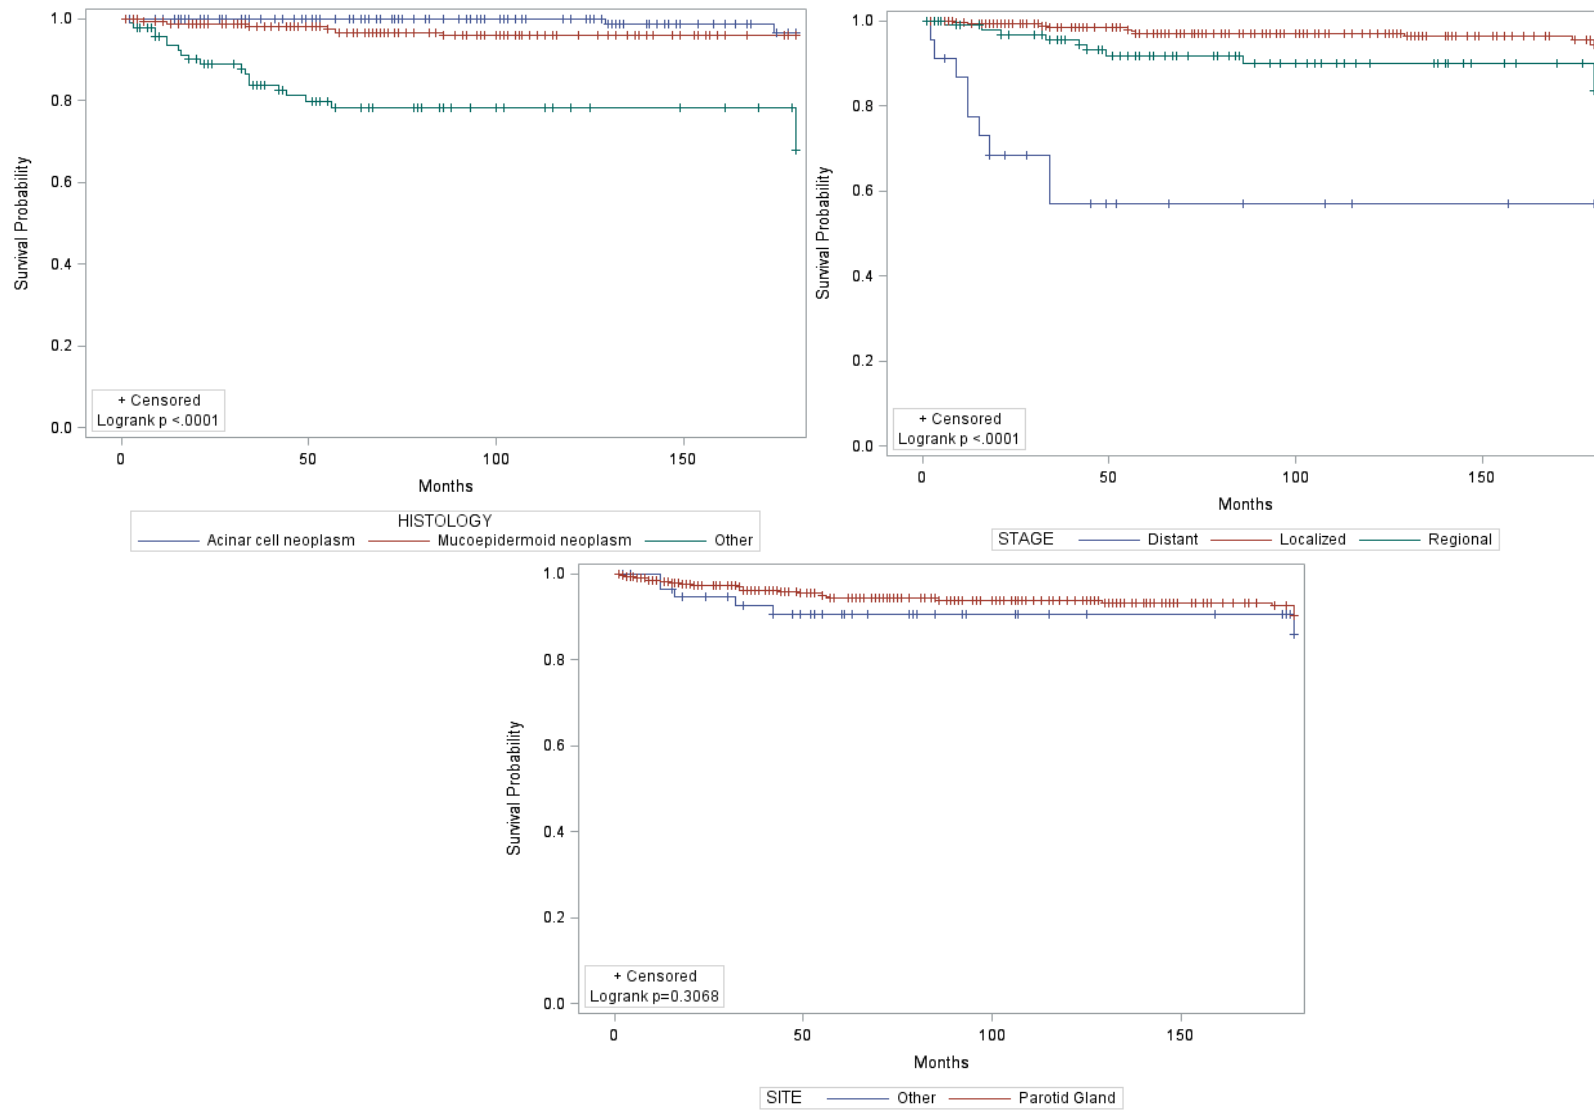 1.0
0.8
0.6
0.4
0.2
0.0
Survival Probability
+ Censored
Logrank p <.0001
0 50 100 150
Months
HISTOLOGY
Acinar cell neoplasm Mucoepidermoid neoplasm Other
1.0
0.8
0.6
0.4
0.2
0.0
Survival Probability
+ Censored
Logrank p <.0001
0 50 100 150
Months
STAGE Distant Localized Regional
1.0
0.8
0.6
0.4
0.2
0.0
Survival Probability
+ Censored
Logrank p=0.3068
0 50 100 150
Months
SITE Other Parotid Gland